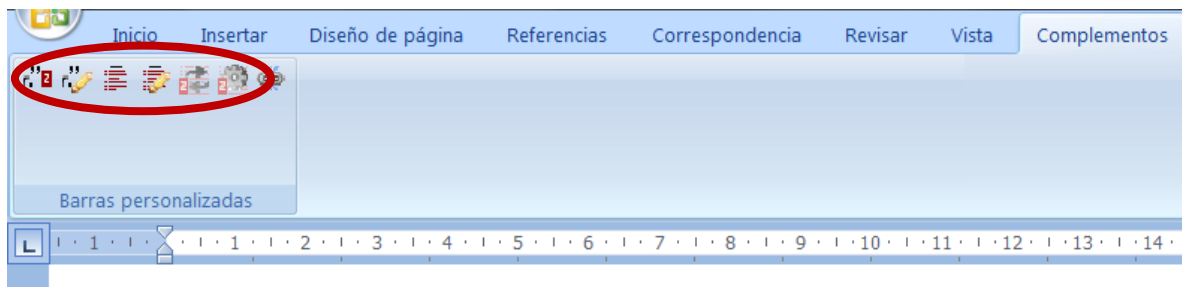 Inicio Insertar Diseño de página Referencias Correspondencia Revisar Vista Complementos
Barras personalizadas
1 1 2 3 4 5 6 7 8 9 10 11 12 13 14